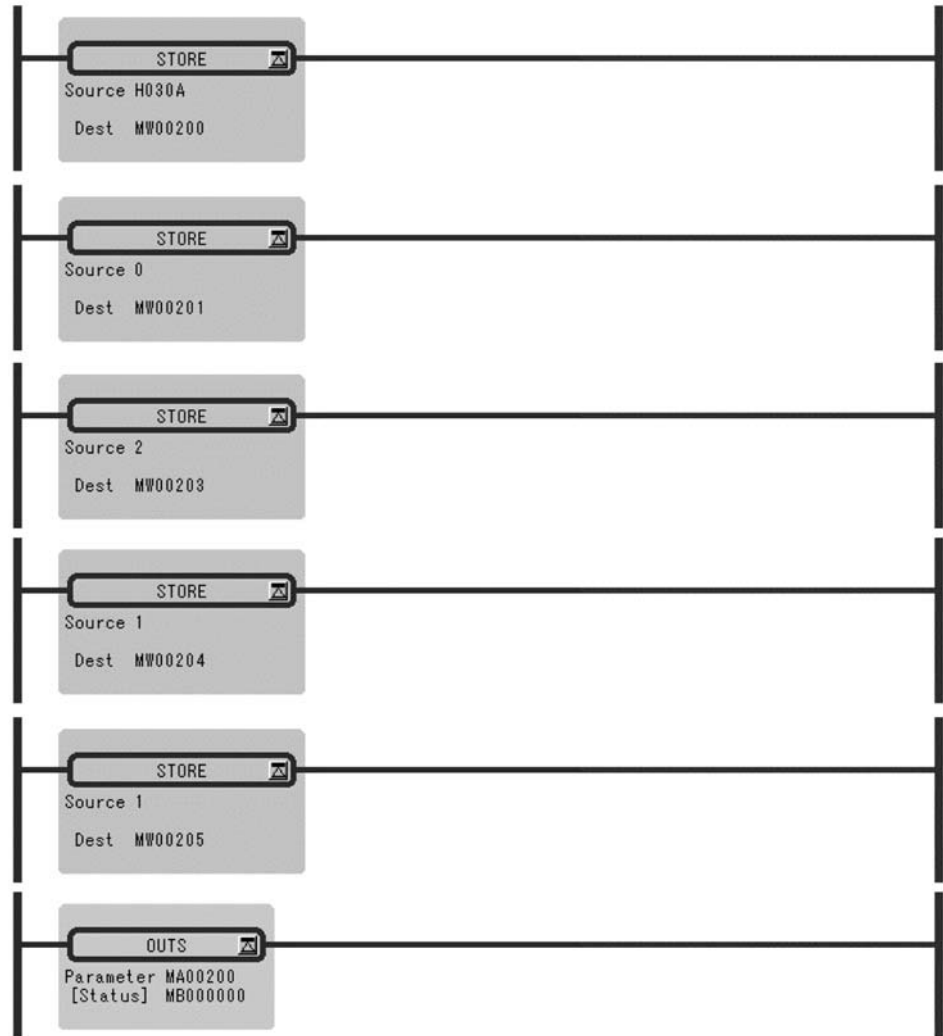 STORE
Source H030A
Dest MW00200
STORE
Source 0
Dest MW00201
STORE
Source 2
Dest MW00203
STORE
Source 1
Dest MW00204
STORE
Source 1
Dest MW00205
OUTS
Parameter MA00200
[Status] MB000000